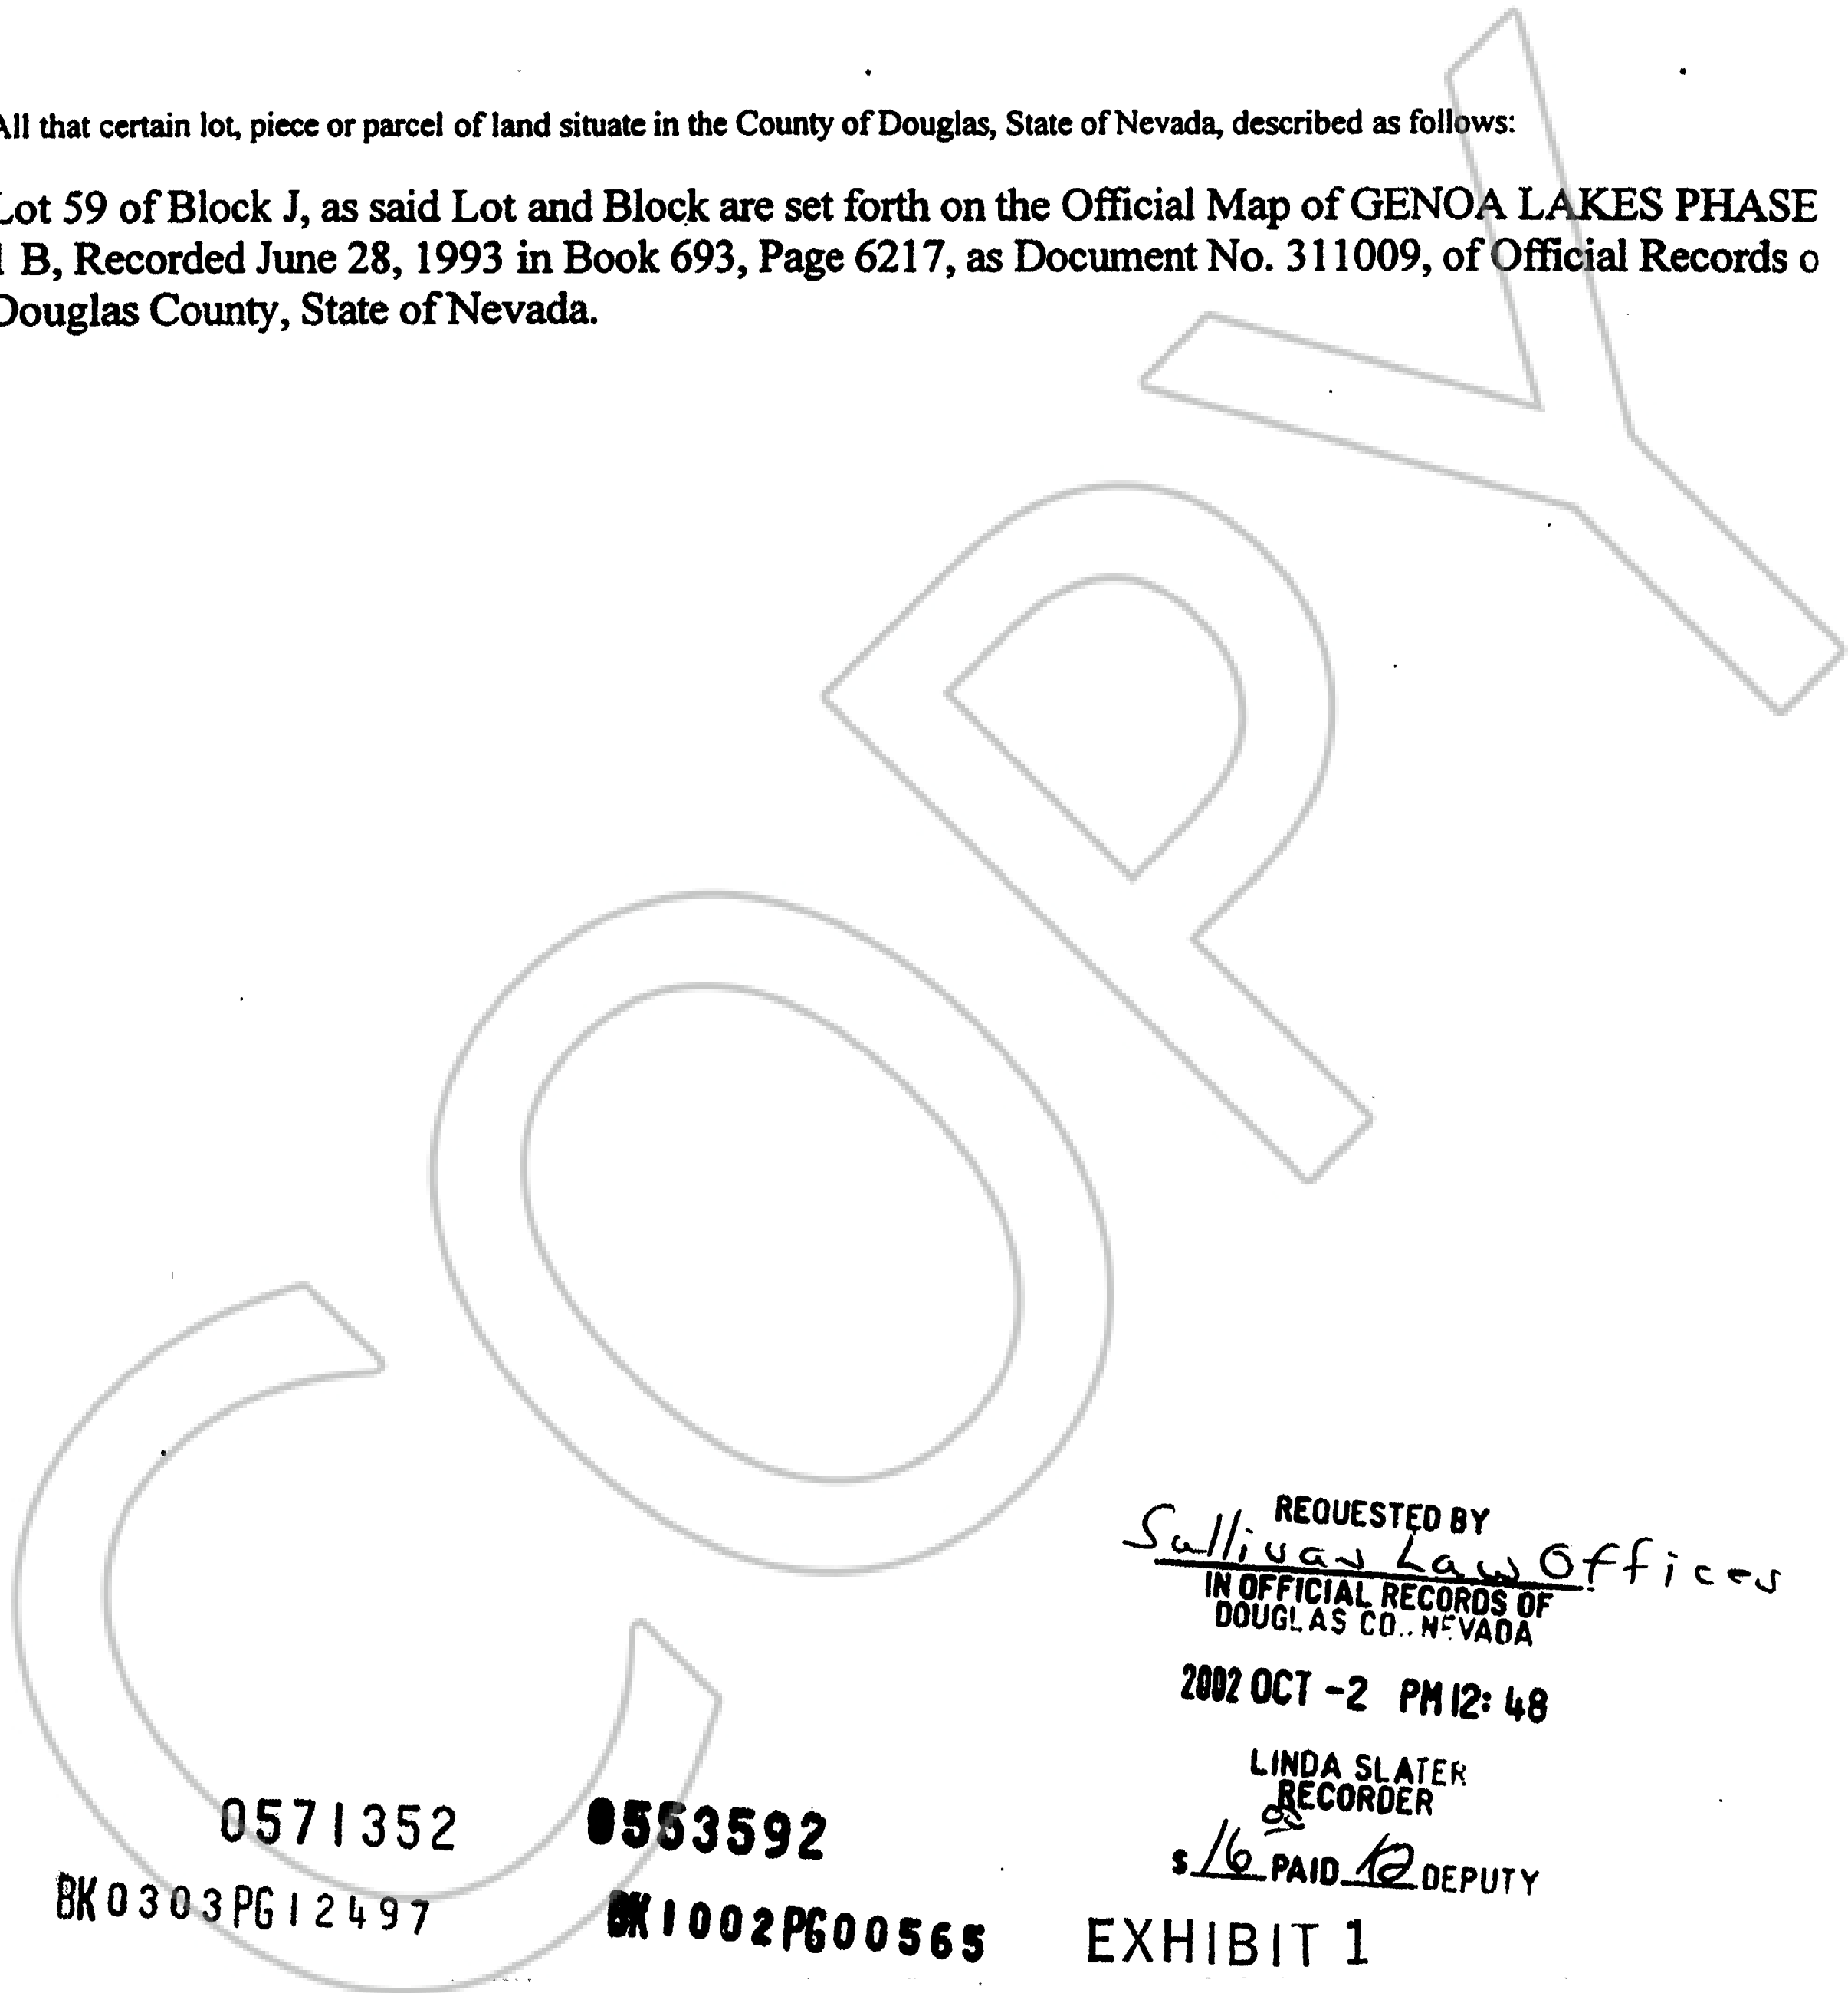 All that certain lot, piece or parcel of land situate in the County of Douglas, State of Nevada, described as follows:
Lot 59 of Block J, as said Lot and Block are set forth on the Official Map of GENOA LAKES PHASE
1 B, Recorded June 28, 1993 in Book 693, Page 6217, as Document No. 311009, of Official Records o
Douglas County, State of Nevada.
COPY
REQUESTED BY
Sullivan Law Offices
IN OFFICIAL RECORDS OF
DOUGLAS CO., NEVADA
2002 OCT -2 PM 12: 48
LINDA SLATER
RECORDER
$ 16 00 PAID DEPUTY
0571352 0553592
BK0303PG12497 BK1002PG00565
EXHIBIT 1